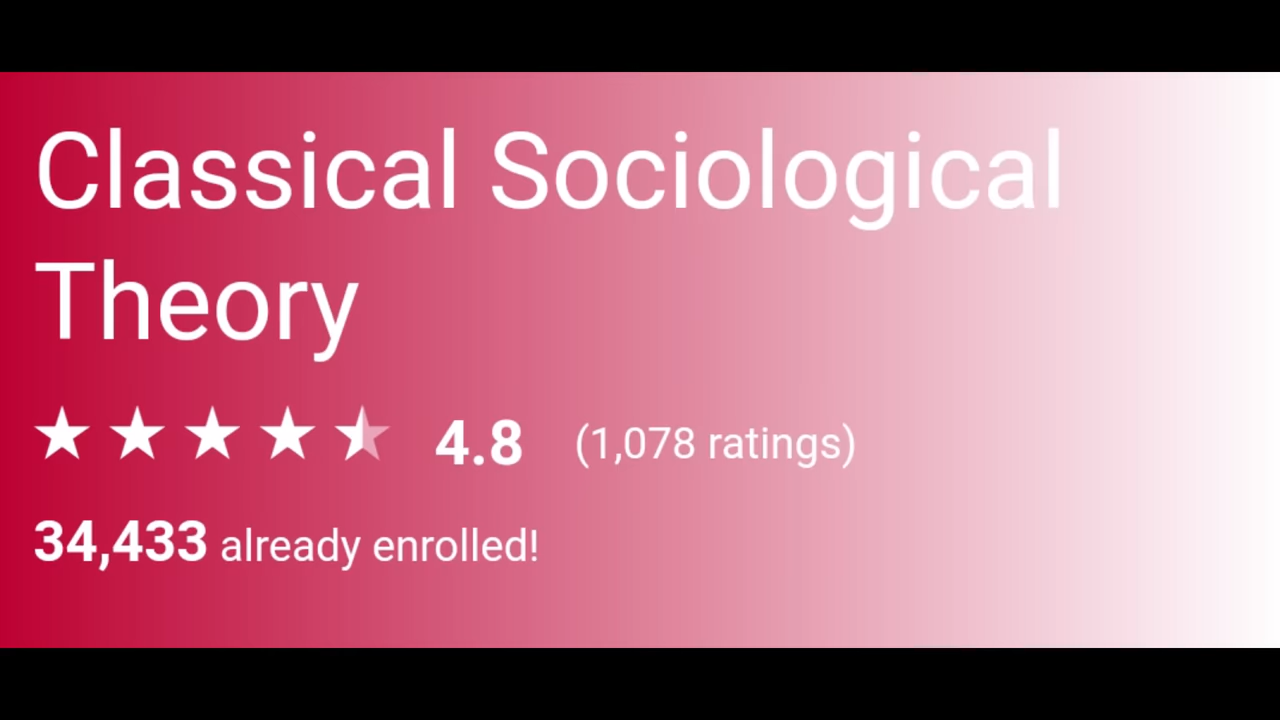 Classical Sociological
Theory
4.8 (1,078 ratings)
34,433 already enrolled!